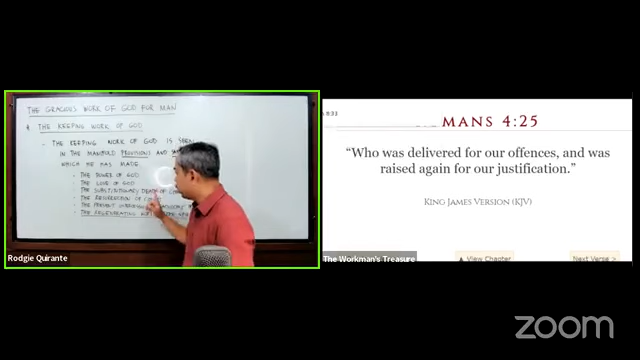 THE GRACIOUS WORK OF GOD FOR MAN
THE KEEPING WORK OF GOD
- THE KEEPING WORK OF GOD IS SEEN
IN THE MANIFOLD PROVISIONS AND
WHICH HE HAS MADE
- THE POWER OF GOD
- THE LOVE OF GOD
- THE SUBSTITUTIONARY DEATH OF
- THE RESURRECTION OF
- THE PRESENT
- THE REGENERATING
Rodgie Quirante
MANS 4:25
“Who was delivered for our offences, and was
raised again for our justification.”
King James Version (KJV)
The Workman's Treasure
▲ View Chapter
Next Verse >
zoom